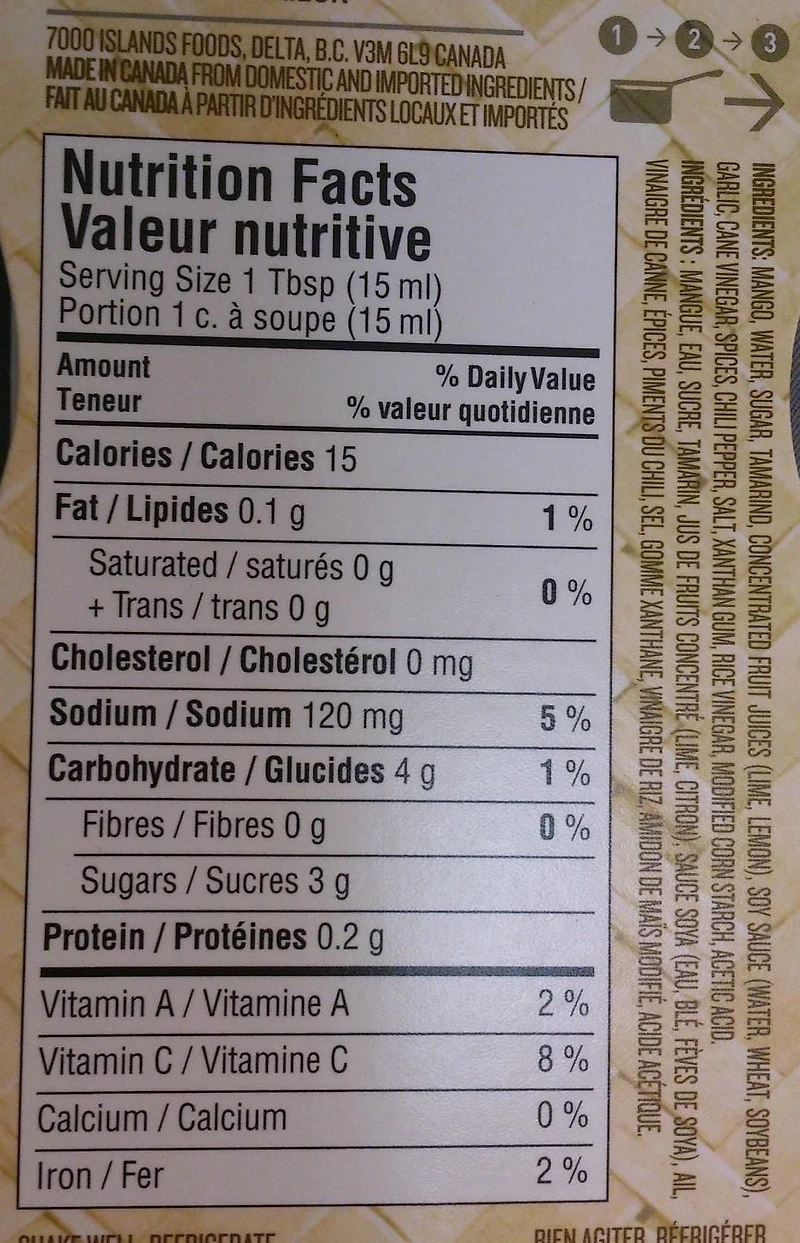 7000 ISLANDS FOODS, DELTA, B.C. V3M 6L9 CANADA
MADE IN CANADA FROM DOMESTIC AND IMPORTED INGREDIENTS /
FAIT AU CANADA À PARTIR D'INGRÉDIENTS LOCAUX ET IMPORTÉS
1 → 2 → 3
Nutrition Facts
Valeur nutritive
Serving Size 1 Tbsp (15 ml)
Portion 1 c. à soupe (15 ml)
Amount % Daily Value
Teneur % valeur quotidienne
Calories / Calories 15
Fat / Lipides 0.1 g 1 %
Saturated / saturés 0 g
+ Trans / trans 0 g 0 %
Cholesterol / Cholestérol 0 mg
Sodium / Sodium 120 mg 5 %
Carbohydrate / Glucides 4 g 1 %
Fibres / Fibres 0 g 0 %
Sugars / Sucres 3 g
Protein / Protéines 0.2 g
Vitamin A / Vitamine A 2 %
Vitamin C / Vitamine C 8 %
Calcium / Calcium 0 %
Iron / Fer 2 %
INGREDIENTS: MANGO, WATER, SUGAR, TAMARIND, CONCENTRATED FRUIT JUICES (LIME, LEMON), SOY SAUCE (WATER, WHEAT, SOYBEANS),
GARLIC, CANE VINEGAR, SPICES, CHILI PEPPER, SALT, XANTHAN GUM, RICE VINEGAR, MODIFIED CORN STARCH, ACETIC ACID.
INGRÉDIENTS : MANGUE, EAU, SUCRE, TAMARIN, JUS DE FRUITS CONCENTRÉ (LIME, CITRON), SAUCE SOYA (EAU, BLÉ, FÈVES DE SOYA), AIL,
VINAIGRE DE CANNE, ÉPICES, PIMENTS DU CHILI, SEL, GOMME XANTHANE, VINAIGRE DE RIZ, AMIDON DE MAÏS MODIFIÉ, ACIDE ACÉTIQUE.
SHAKE WELL REFRIGERATE
BIEN AGITER RÉFRIGÉRER